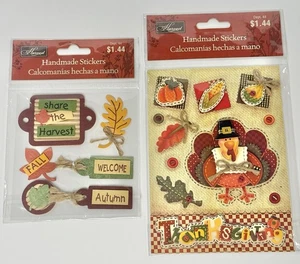 $1.44
Handmade Stickers
Calcomanías hechas a mano
share
the
Harvest
FALL
WELCOME
Autumn
$1.44
Handmade Stickers
Calcomanías hechas a mano